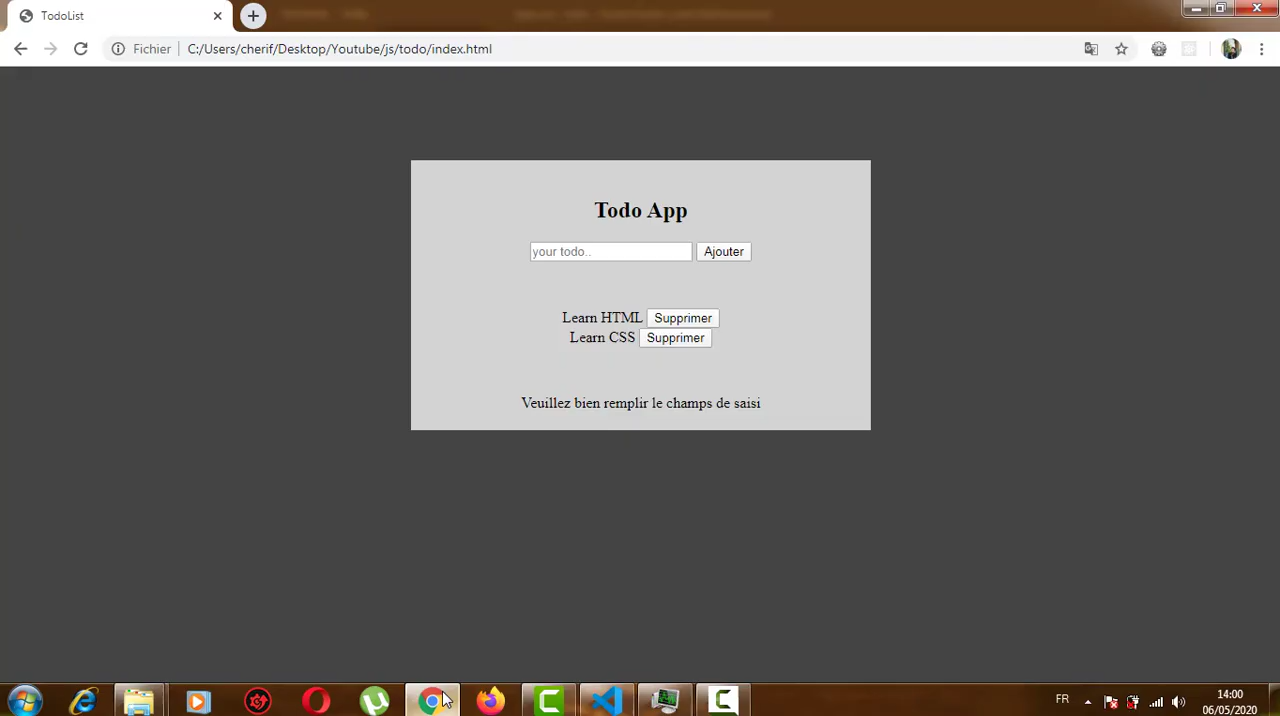 TodoList
Fichier C:/Users/cherif/Desktop/Youtube/js/todo/index.html
Todo App
your todo.. Ajouter
Learn HTML Supprimer
Learn CSS Supprimer
Veuillez bien remplir le champs de saisi
FR
14:00
06/05/2020